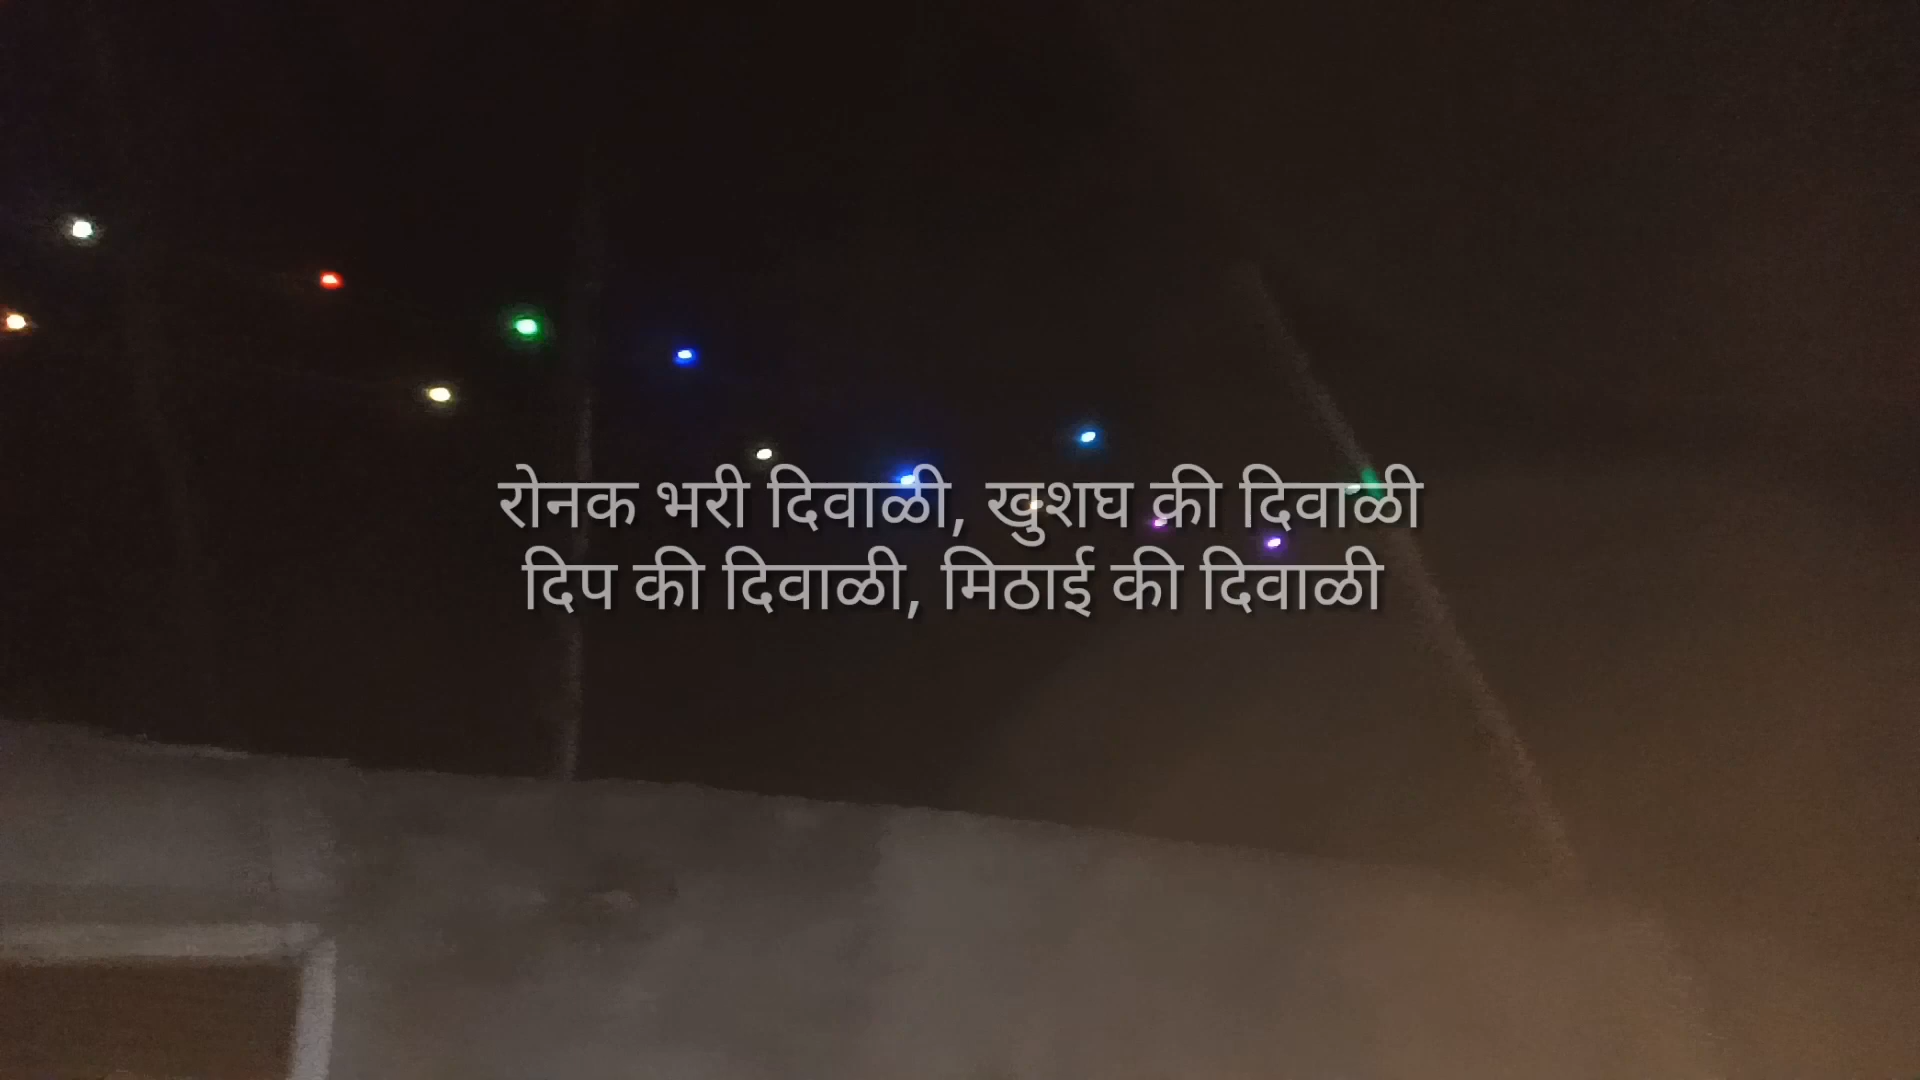 रोनक भरी दिवाळी, खुशघ की दिवाळी
दिप की दिवाळी, मिठाई की दिवाळी